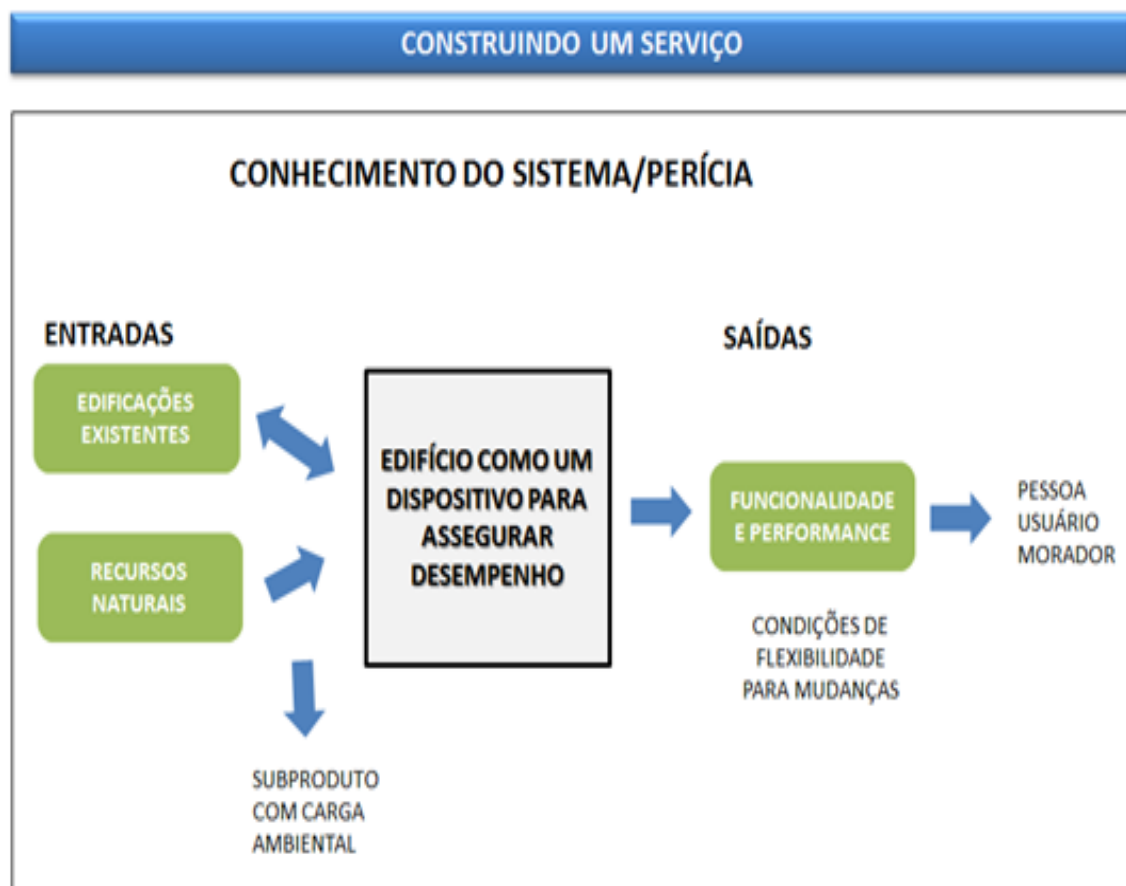 CONSTRUINDO UM SERVIÇO
CONHECIMENTO DO SISTEMA/PERÍCIA
ENTRADAS
EDIFICAÇÕES
EXISTENTES
RECURSOS
NATURAIS
SUBPRODUTO
COM CARGA
AMBIENTAL
EDIFÍCIO COMO UM
DISPOSITIVO PARA
ASSEGURAR
DESEMPENHO
SAÍDAS
FUNCIONALIDADE
E PERFORMANCE
CONDIÇÕES DE
FLEXIBILIDADE
PARA MUDANÇAS
PESSOA
USUÁRIO
MORADOR